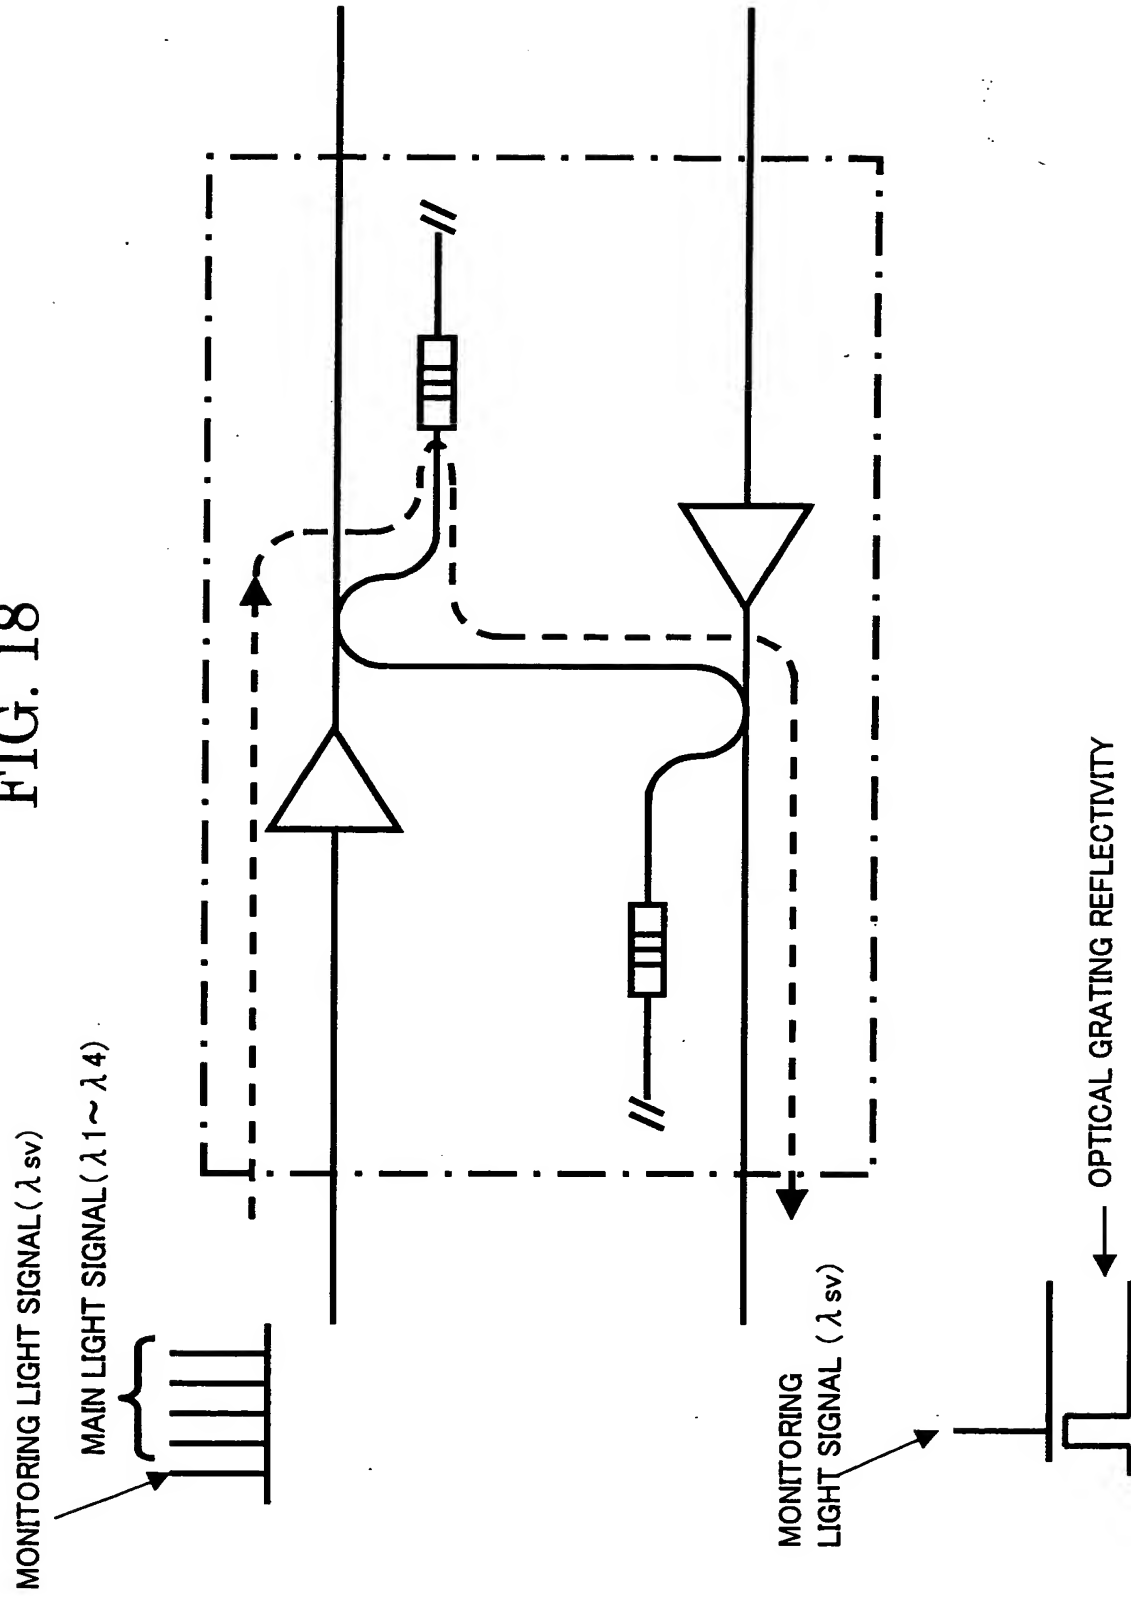 FIG. 18
MONITORING LIGHT SIGNAL(λsv)
MAIN LIGHT SIGNAL(λ1~λ4)
MONITORING
LIGHT SIGNAL (λsv)
OPTICAL GRATING REFLECTIVITY